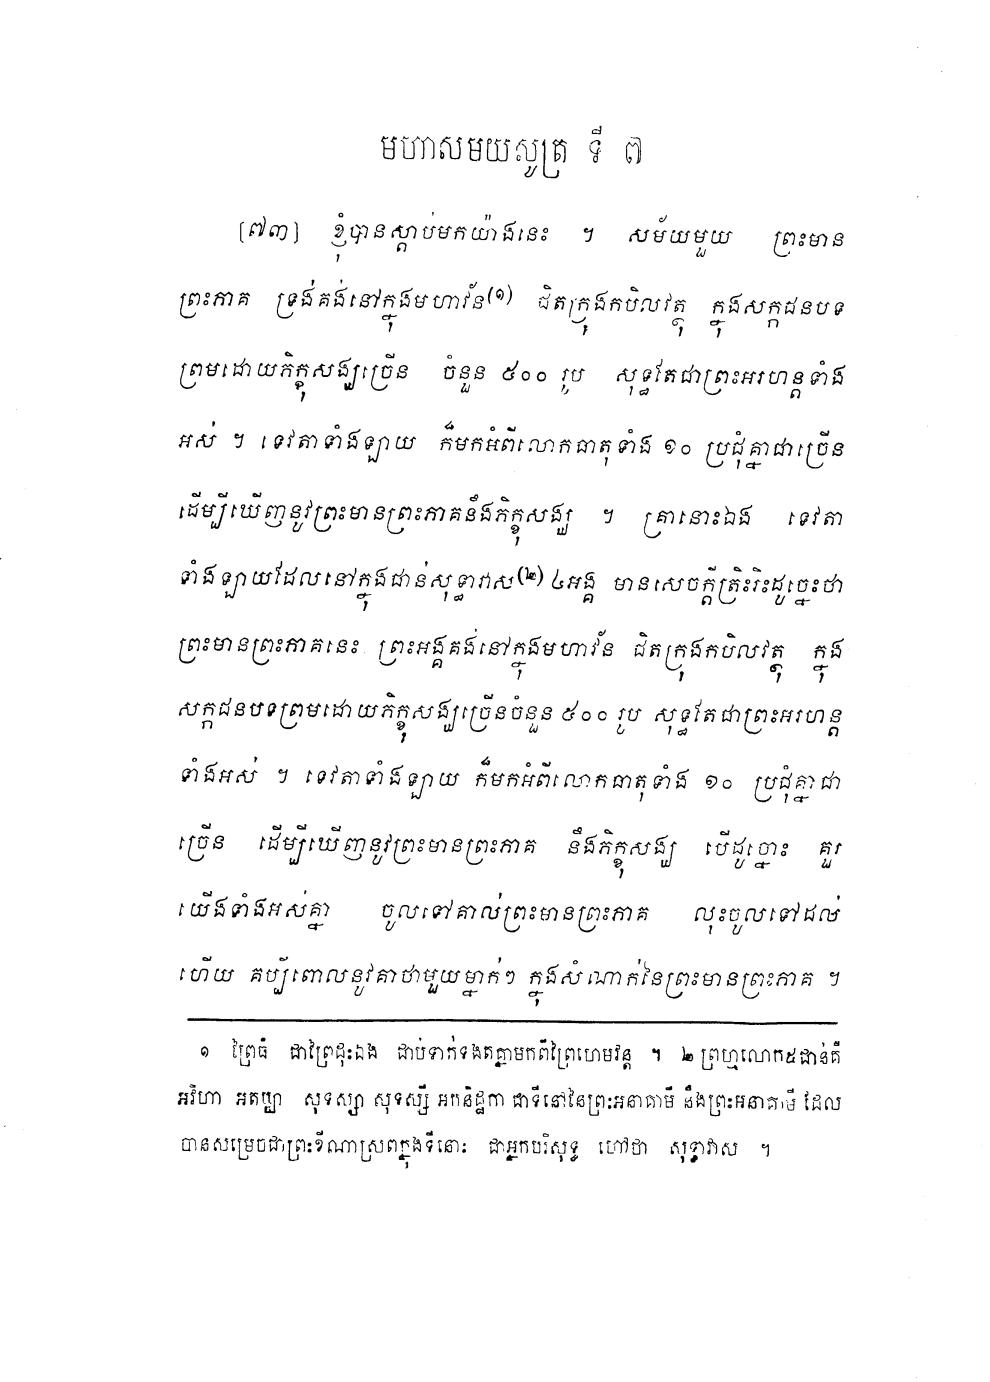 មហាសមយសូត្រ ទី ៧
[៧៣] ខ្ញុំបានស្តាប់មកយ៉ាងនេះ ។ សម័យមួយ ព្រះមាន
ព្រះភាគ ទ្រង់គង់នៅក្នុងមហាវ័ន(១) ជិតក្រុងកបិលវត្ថុ ក្នុងសក្កជនបទ
ព្រមដោយភិក្ខុសង្ឃច្រើន ចំនួន ៥០០ រូប សុទ្ធតែជាព្រះអរហន្តទាំង
អស់ ។ ទេវតាទាំងឡាយ ក៏មកអំពីលោកធាតុទាំង ១០ ប្រជុំគ្នាជាច្រើន
ដើម្បីឃើញនូវព្រះមានព្រះភាគនឹងភិក្ខុសង្ឃ ។ គ្រានោះឯង ទេវតា
ទាំងឡាយដែលនៅក្នុងជាន់សុទ្ធាវាស(២) ៤អង្គ មានសេចក្តីត្រិះរិះដូច្នេះថា
ព្រះមានព្រះភាគនេះ ព្រះអង្គគង់នៅក្នុងមហាវ័ន ជិតក្រុងកបិលវត្ថុ ក្នុង
សក្កជនបទព្រមដោយភិក្ខុសង្ឃច្រើនចំនួន ៥០០ រូប សុទ្ធតែជាព្រះអរហន្ត
ទាំងអស់ ។ ទេវតាទាំងឡាយ ក៏មកអំពីលោកធាតុទាំង ១០ ប្រជុំគ្នាជា
ច្រើន ដើម្បីឃើញនូវព្រះមានព្រះភាគ នឹងភិក្ខុសង្ឃ បើដូច្នោះ គួរ
យើងទាំងអស់គ្នា ចូលទៅគាល់ព្រះមានព្រះភាគ លុះចូលទៅដល់
ហើយ គប្បីពោលនូវគាថាមួយម្នាក់ៗ ក្នុងសំណាក់នៃព្រះមានព្រះភាគ ។
១ ព្រៃធំ ជាព្រៃដុះឯង ជាប់ទាក់ទងតគ្នាមកពីព្រៃហេមវន្ត ។ ២ ព្រហ្មលោក៥ជាន់គឺ
អវិហា អតប្បា សុទស្សា សុទស្សី អកនិដ្ឋកា ជាទីនៅនៃព្រះអនាគាមី នឹងព្រះអនាគាមី ដែល
បានសម្រេចជាព្រះខីណាស្រពក្នុងទីនោះ ជាអ្នកបរិសុទ្ធ ហៅថា សុទ្ធាវាស ។